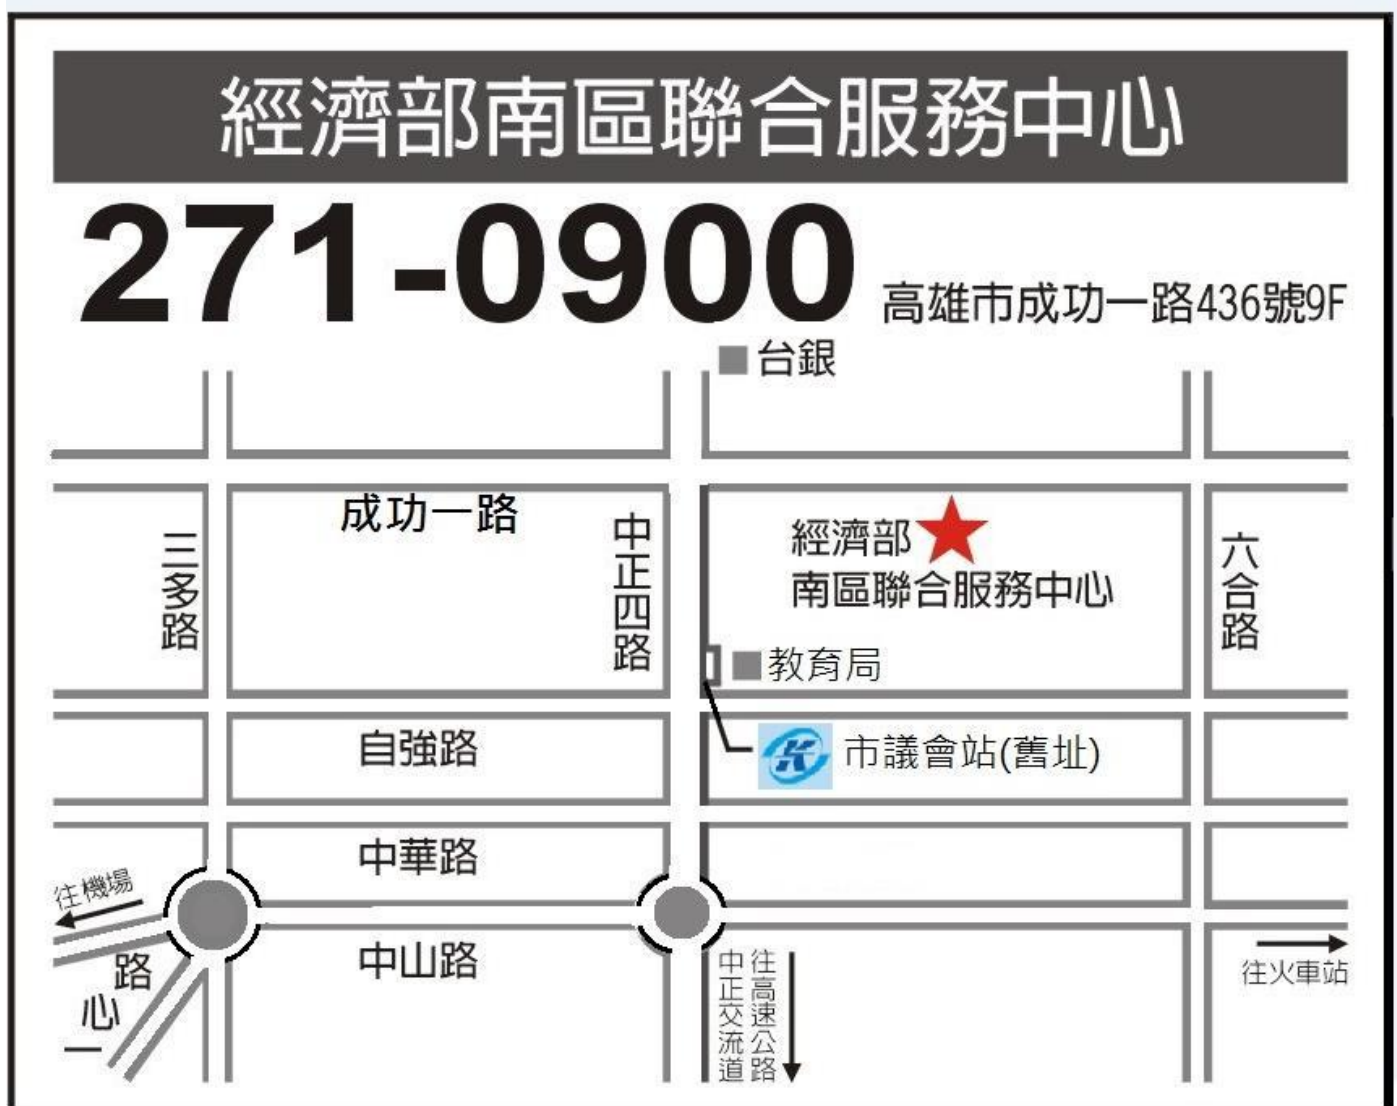 經濟部南區聯合服務中心
271-0900
高雄市成功一路436號9F
台銀
成功一路
三多路
中正四路
經濟部
南區聯合服務中心
六合路
教育局
自強路
K
市議會站(舊址)
中華路
往機場
中山路
一心路
往高速公路
中正交流道
往火車站